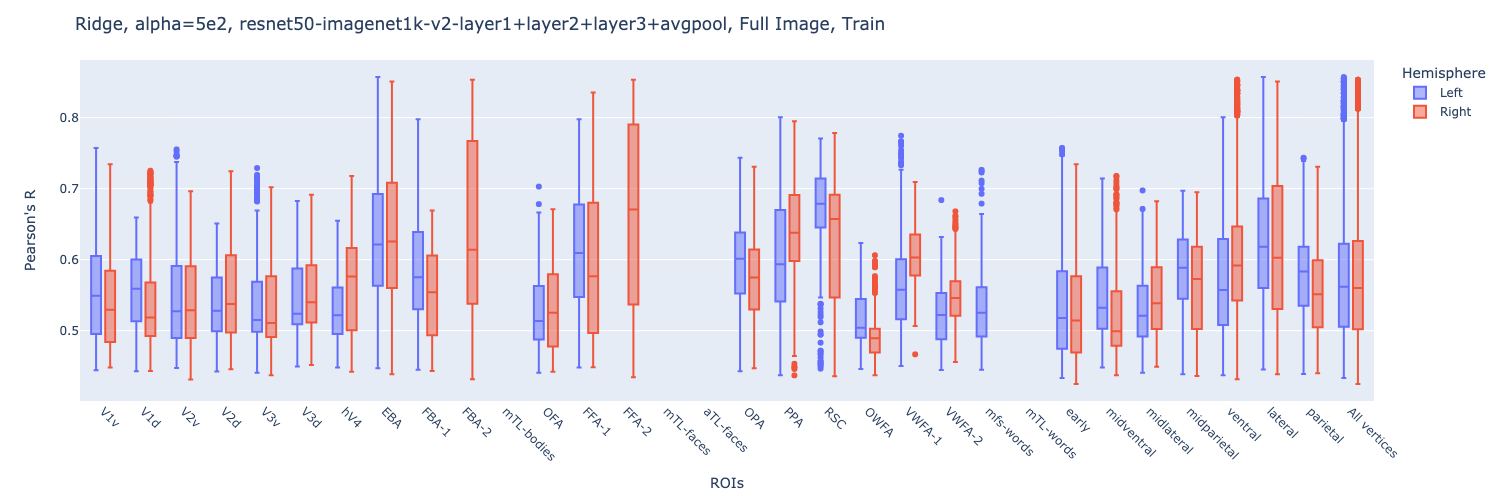 Ridge, alpha=5e2, resnet50-imagenet1k-v2-layer1+layer2+layer3+avgpool, Full Image, Train
Hemisphere
Left
Right
Pearson's R
0.8
0.7
0.6
0.5
V1v
V1d
V2v
V2d
V3v
V3d
hV4
EBA
FBA-1
FBA-2
mTL-bodies
OFA
FFA-1
FFA-2
mTL-faces
aTL-faces
OPA
PPA
RSC
OWFA
VWFA-1
VWFA-2
mfs-words
mTL-words
early
midventral
midlateral
midparietal
ventral
lateral
parietal
All vertices
ROIs